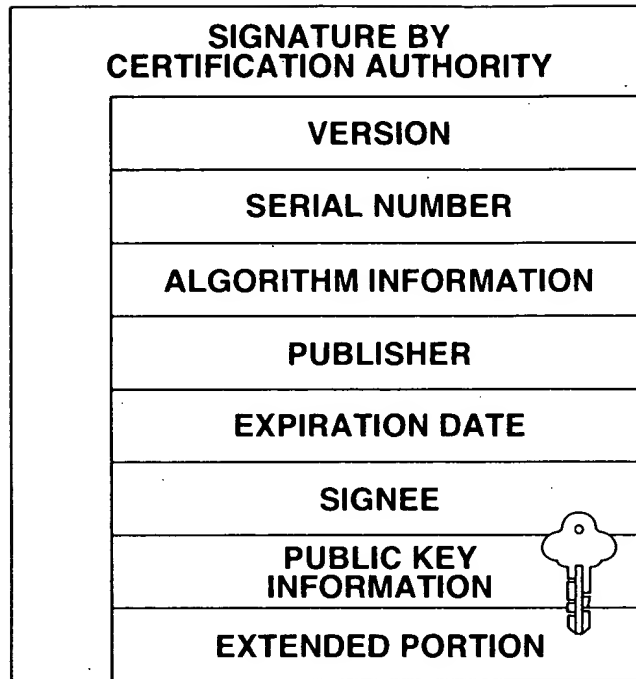 SIGNATURE BY
CERTIFICATION AUTHORITY
VERSION
SERIAL NUMBER
ALGORITHM INFORMATION
PUBLISHER
EXPIRATION DATE
SIGNEE
PUBLIC KEY
INFORMATION
EXTENDED PORTION